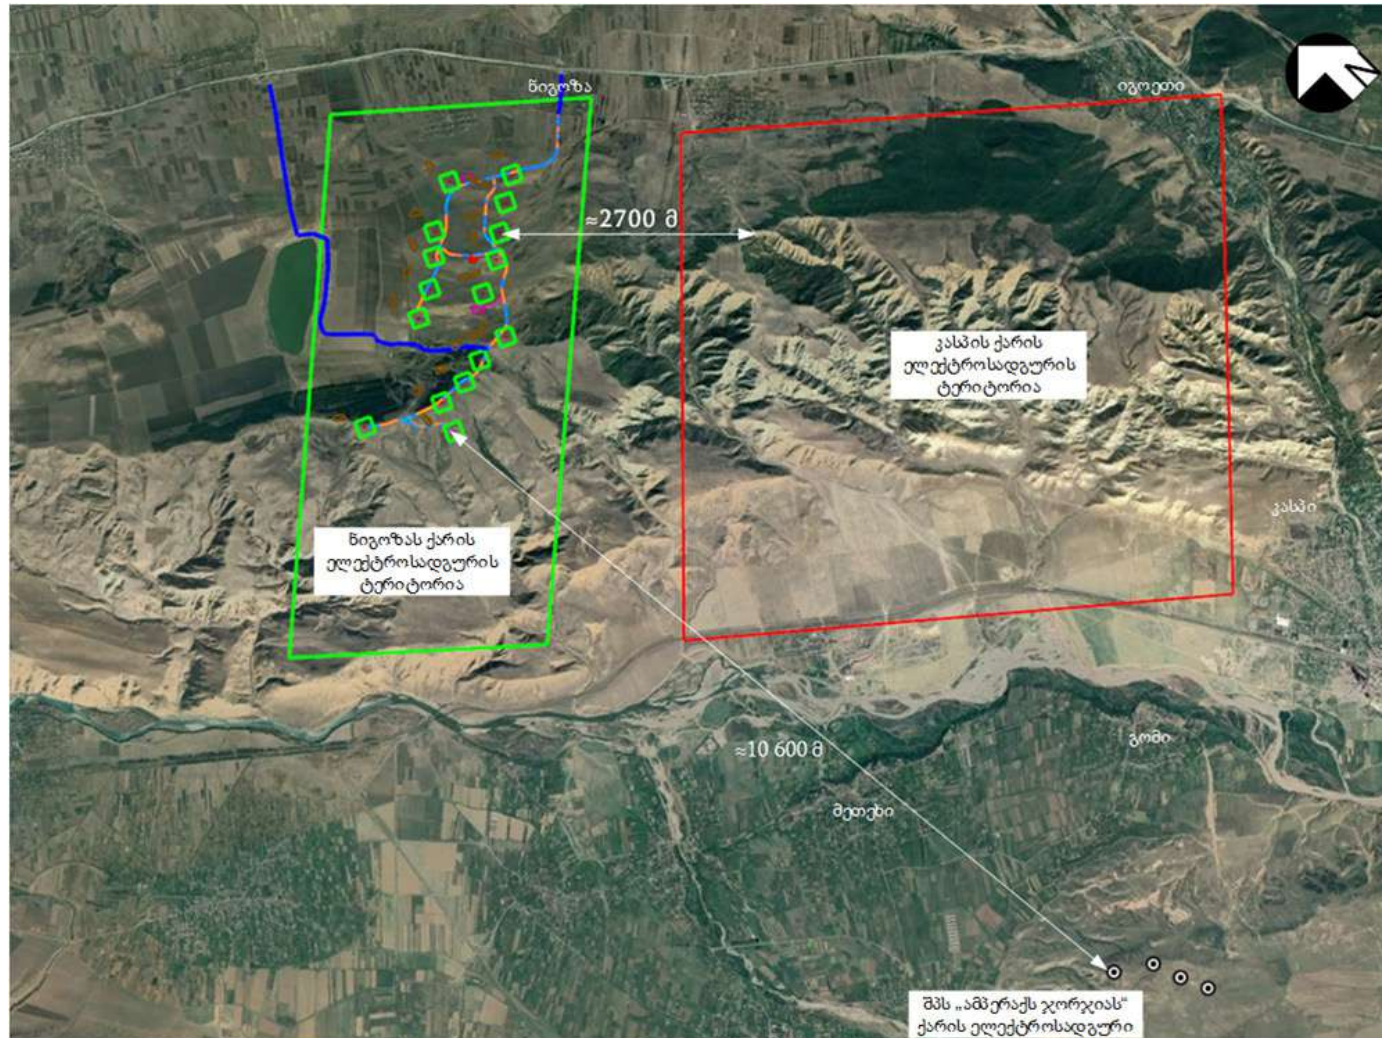 ნიგოზა
იგოეთი
≈2700 მ
კასპის ქარის
ელექტროსადგურის
ტერიტორია
კასპი
ნიგოზას ქარის
ელექტროსადგურის
ტერიტორია
გომი
≈10 600 მ
მეთეხი
შპს „ამპერაქს ჯორჯიას“
ქარის ელექტროსადგური